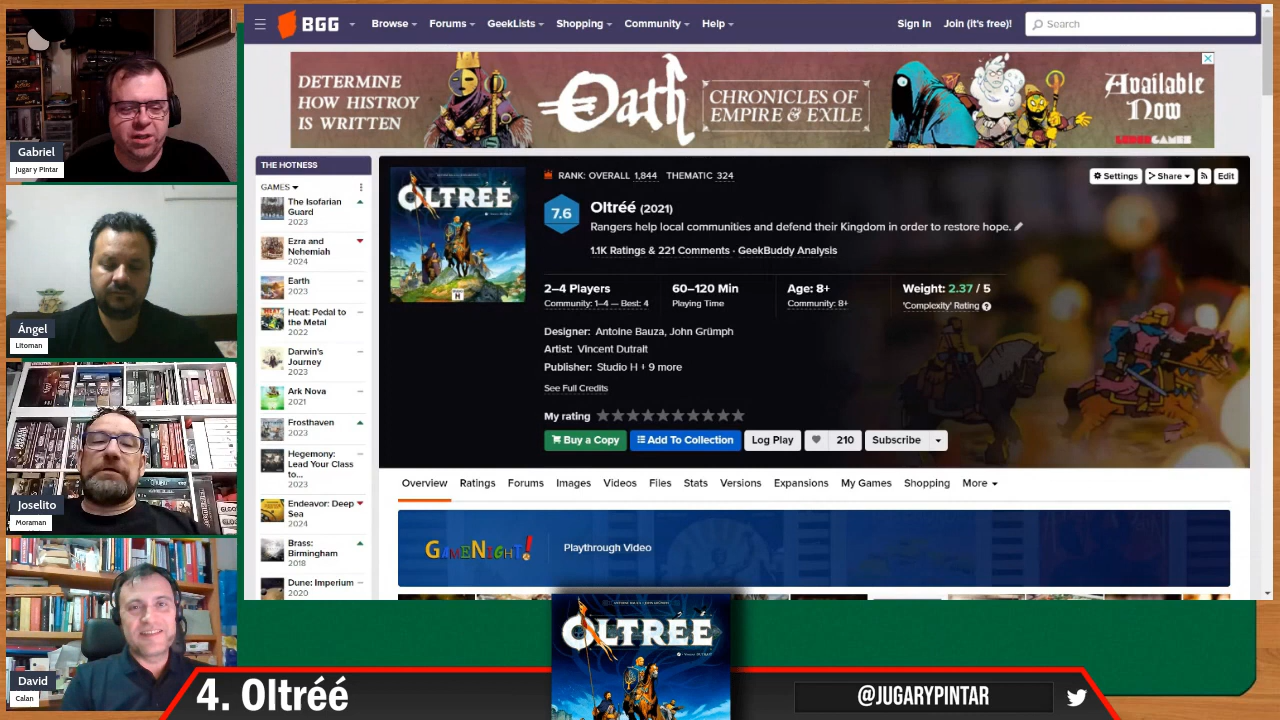 Gabriel
Jugar y Pintar
Ángel
Litoman
Joselito
Moraman
David
Calan
BGG
Browse
Forums
GeekLists
Shopping
Community
Help
Sign In
Join (it's free!)
Search
DETERMINE
HOW HISTROY
IS WRITTEN
Oath
CHRONICLES OF
EMPIRE & EXILE
Available
Now
LEDER GAMES
THE HOTNESS
GAMES
The Isofarian
Guard
2023
Ezra and
Nehemiah
2024
Earth
2023
Heat: Pedal to
the Metal
2022
Darwin's
Journey
2023
Ark Nova
2021
Frosthaven
2023
Hegemony:
Lead Your Class
to...
2023
Endeavor: Deep
Sea
2024
Brass:
Birmingham
2018
Dune: Imperium
2020
OLTRÉÉ
RANK: OVERALL 1,844 THEMATIC 324
Settings
Share
Edit
7.6
Oltréé (2021)
Rangers help local communities and defend their Kingdom in order to restore hope.
1.1K Ratings & 221 Comments · GeekBuddy Analysis
2–4 Players
Community: 1–4 — Best: 4
60–120 Min
Playing Time
Age: 8+
Community: 8+
Weight: 2.37 / 5
'Complexity' Rating
Designer: Antoine Bauza, John Grümph
Artist: Vincent Dutrait
Publisher: Studio H + 9 more
See Full Credits
My rating
Buy a Copy
Add To Collection
Log Play
210
Subscribe
Overview
Ratings
Forums
Images
Videos
Files
Stats
Versions
Expansions
My Games
Shopping
More
GAMENIGHT!
Playthrough Video
OLTRÉÉ
4. Oltréé
@JUGARYPINTAR